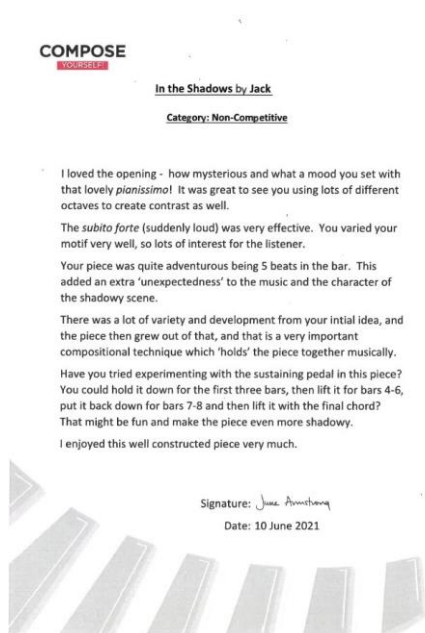 COMPOSE
YOURSELF!
In the Shadows by Jack
Category: Non-Competitive
I loved the opening - how mysterious and what a mood you set with
that lovely pianissimo! It was great to see you using lots of different
octaves to create contrast as well.
The subito forte (suddenly loud) was very effective. You varied your
motif very well, so lots of interest for the listener.
Your piece was quite adventurous being 5 beats in the bar. This
added an extra 'unexpectedness' to the music and the character of
the shadowy scene.
There was a lot of variety and development from your intial idea, and
the piece then grew out of that, and that is a very important
compositional technique which 'holds' the piece together musically.
Have you tried experimenting with the sustaining pedal in this piece?
You could hold it down for the first three bars, then lift it for bars 4-6,
put it back down for bars 7-8 and then lift it with the final chord?
That might be fun and make the piece even more shadowy.
I enjoyed this well constructed piece very much.
Signature: June Armstrong
Date: 10 June 2021